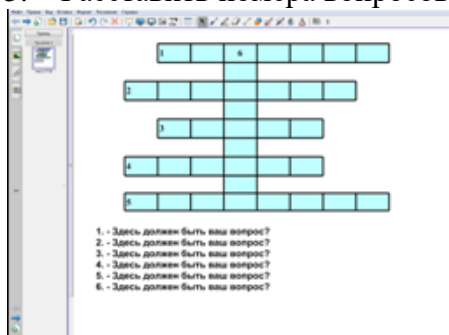 Расставить номера вопросов
1 6
2
3
4
5
1. - Здесь должен быть ваш вопрос?
2. - Здесь должен быть ваш вопрос?
3. - Здесь должен быть ваш вопрос?
4. - Здесь должен быть ваш вопрос?
5. - Здесь должен быть ваш вопрос?
6. - Здесь должен быть ваш вопрос?